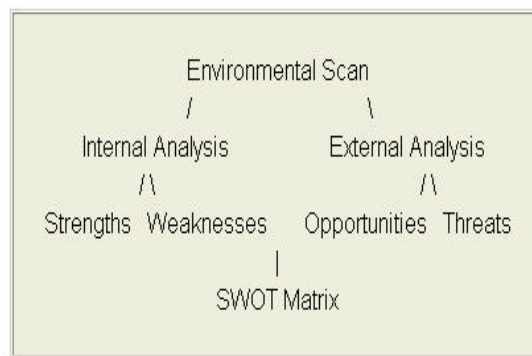 Environmental Scan
/ \
Internal Analysis External Analysis
/ \ / \
Strengths Weaknesses Opportunities Threats
|
SWOT Matrix